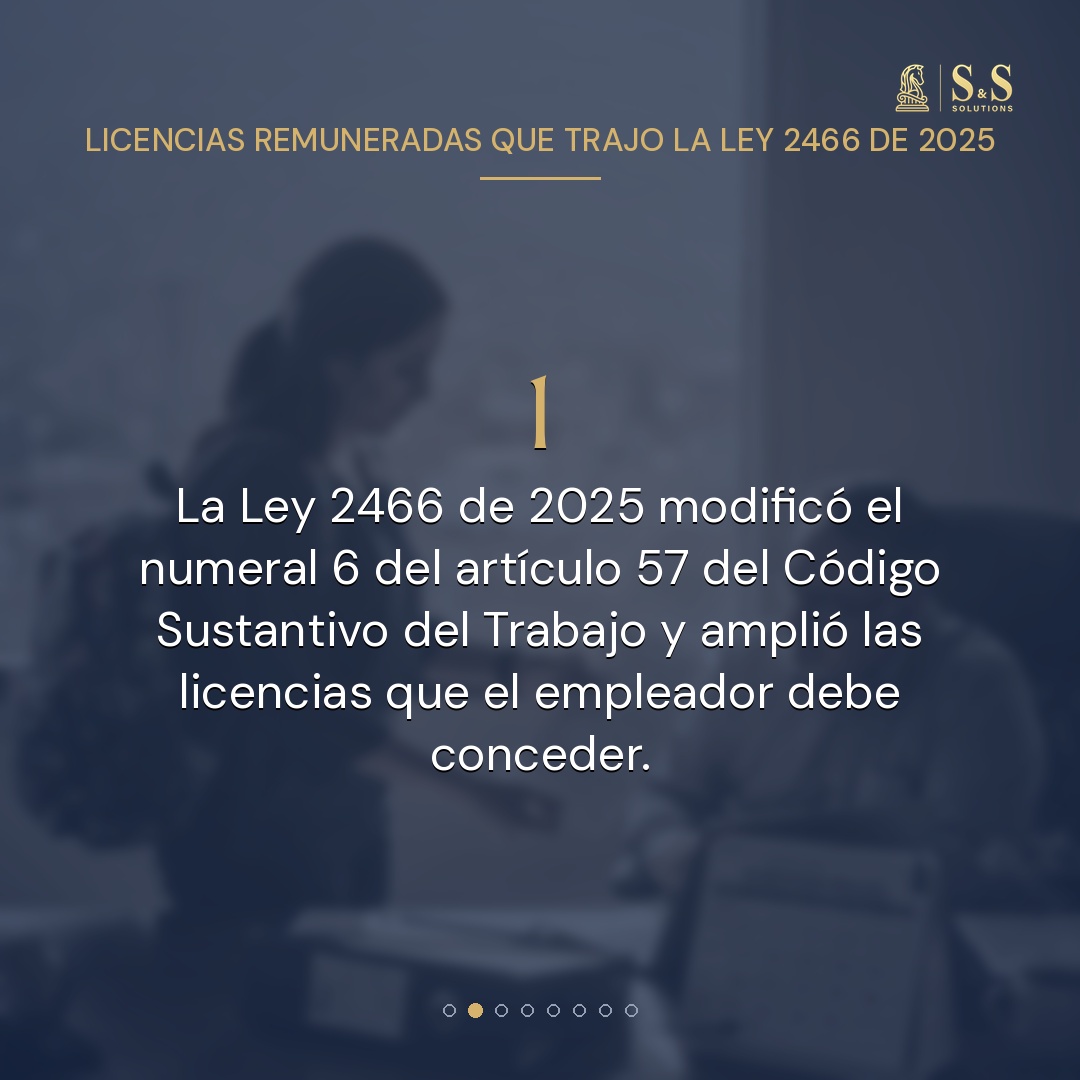 S&S
SOLUTIONS
LICENCIAS REMUNERADAS QUE TRAJO LA LEY 2466 DE 2025
1
La Ley 2466 de 2025 modificó el
numeral 6 del artículo 57 del Código
Sustantivo del Trabajo y amplió las
licencias que el empleador debe
conceder.